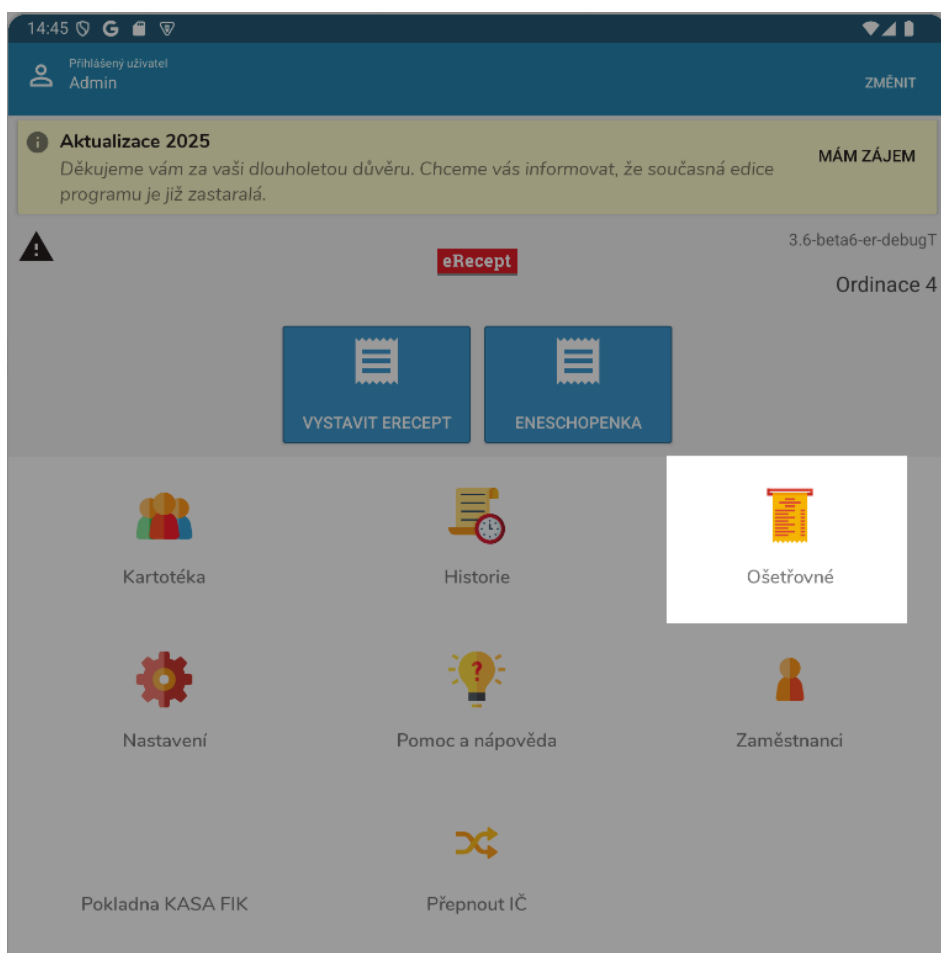 14:45
Přihlášený uživatel
Admin
ZMĚNIT
Aktualizace 2025
Děkujeme vám za vaši dlouholetou důvěru. Chceme vás informovat, že současná edice
programu je již zastaralá.
MÁM ZÁJEM
3.6-beta6-er-debugT
eRecept
Ordinace 4
VYSTAVIT ERECEPT
ENESCHOPENKA
Kartotéka
Historie
Ošetřovné
Nastavení
Pomoc a nápověda
Zaměstnanci
Pokladna KASA FIK
Přepnout IČ